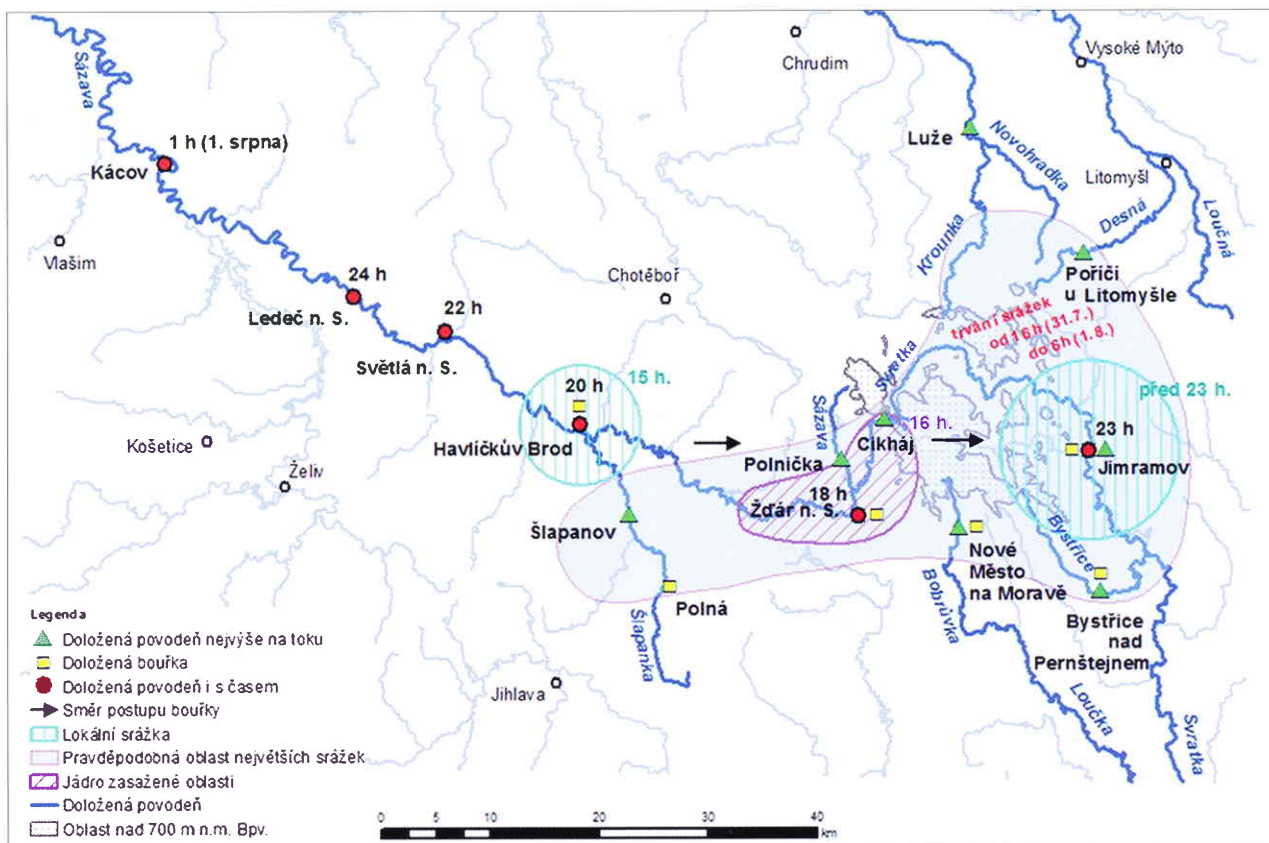 Sázava
1 h (1. srpna)
Kácov
Vlašim
24 h
Ledeč n. S.
22 h
Světlá n. S.
Košetice
Želiv
Chotěboř
20 h
15 h.
Havlíčkův Brod
Chrudim
Vysoké Mýto
Luže
Novohradka
Litomyšl
Desná
Loučná
Krounka
Poříčí
u Litomyšle
trvání srážek
od 16h (31.7.)
do 6h (1.8.)
Svratka
Sázava
před 23 h.
16 h.
Cikháj
23 h
Jimramov
Polnička
18 h
Žďár n. S.
Šlapanov
Polná
Šlapanka
Jihlava
Nové
Město
na Moravě
Bobrůvka
Bystřice
Bystřice
nad
Pernštejnem
Loučka
Svratka
Legenda
Doložená povodeň nejvýše na toku
Doložená bouřka
Doložená povodeň i s časem
Směr postupu bouřky
Lokální srážka
Pravděpodobná oblast největších srážek
Jádro zasažené oblasti
Doložená povodeň
Oblast nad 700 m n.m. Bpv.
0 5 10 20 30 40
km